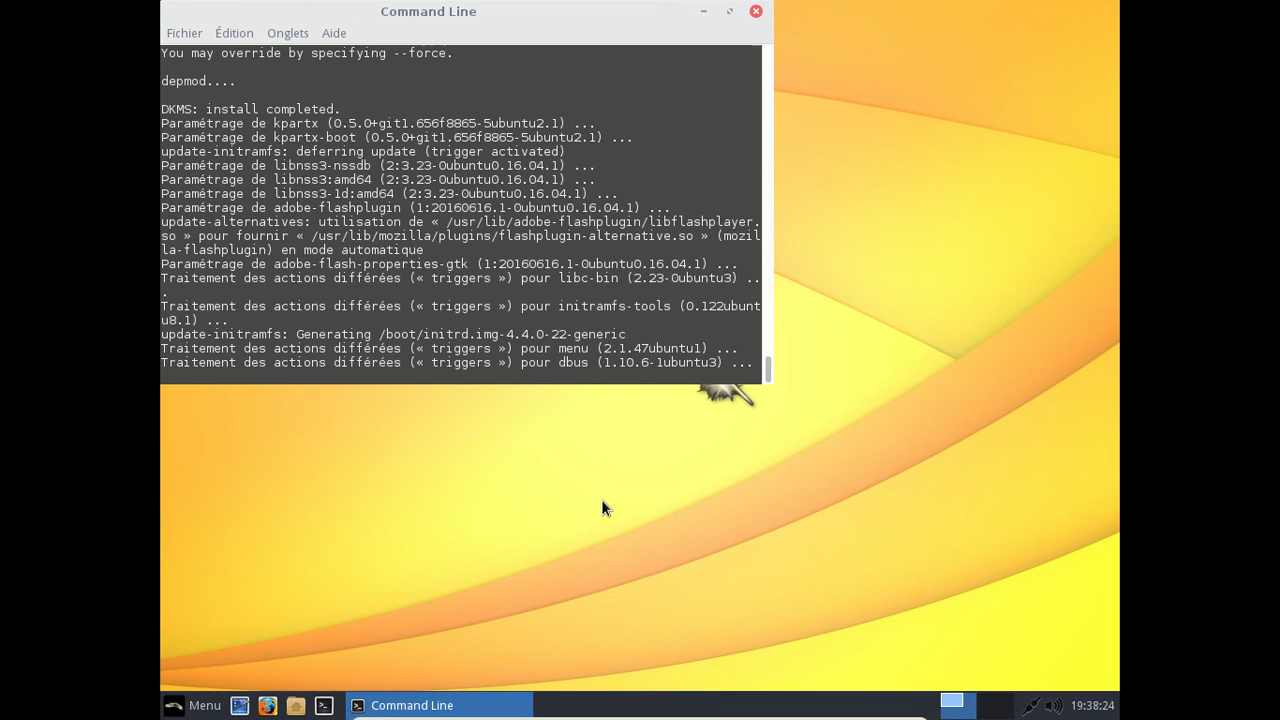 Command Line
Fichier Édition Onglets Aide
You may override by specifying --force.
depmod....
DKMS: install completed.
Paramétrage de kpartx (0.5.0+git1.656f8865-5ubuntu2.1) ...
Paramétrage de kpartx-boot (0.5.0+git1.656f8865-5ubuntu2.1) ...
update-initramfs: deferring update (trigger activated)
Paramétrage de libnss3-nssdb (2:3.23-0ubuntu0.16.04.1) ...
Paramétrage de libnss3:amd64 (2:3.23-0ubuntu0.16.04.1) ...
Paramétrage de libnss3-1d:amd64 (2:3.23-0ubuntu0.16.04.1) ...
Paramétrage de adobe-flashplugin (1:20160616.1-0ubuntu0.16.04.1) ...
update-alternatives: utilisation de « /usr/lib/adobe-flashplugin/libflashplayer.
so » pour fournir « /usr/lib/mozilla/plugins/flashplugin-alternative.so » (mozil
la-flashplugin) en mode automatique
Paramétrage de adobe-flash-properties-gtk (1:20160616.1-0ubuntu0.16.04.1) ...
Traitement des actions différées (« triggers ») pour libc-bin (2.23-0ubuntu3) ..
.
Traitement des actions différées (« triggers ») pour initramfs-tools (0.122ubunt
u8.1) ...
update-initramfs: Generating /boot/initrd.img-4.4.0-22-generic
Traitement des actions différées (« triggers ») pour menu (2.1.47ubuntu1) ...
Traitement des actions différées (« triggers ») pour dbus (1.10.6-1ubuntu3) ...
Menu Command Line 19:38:24